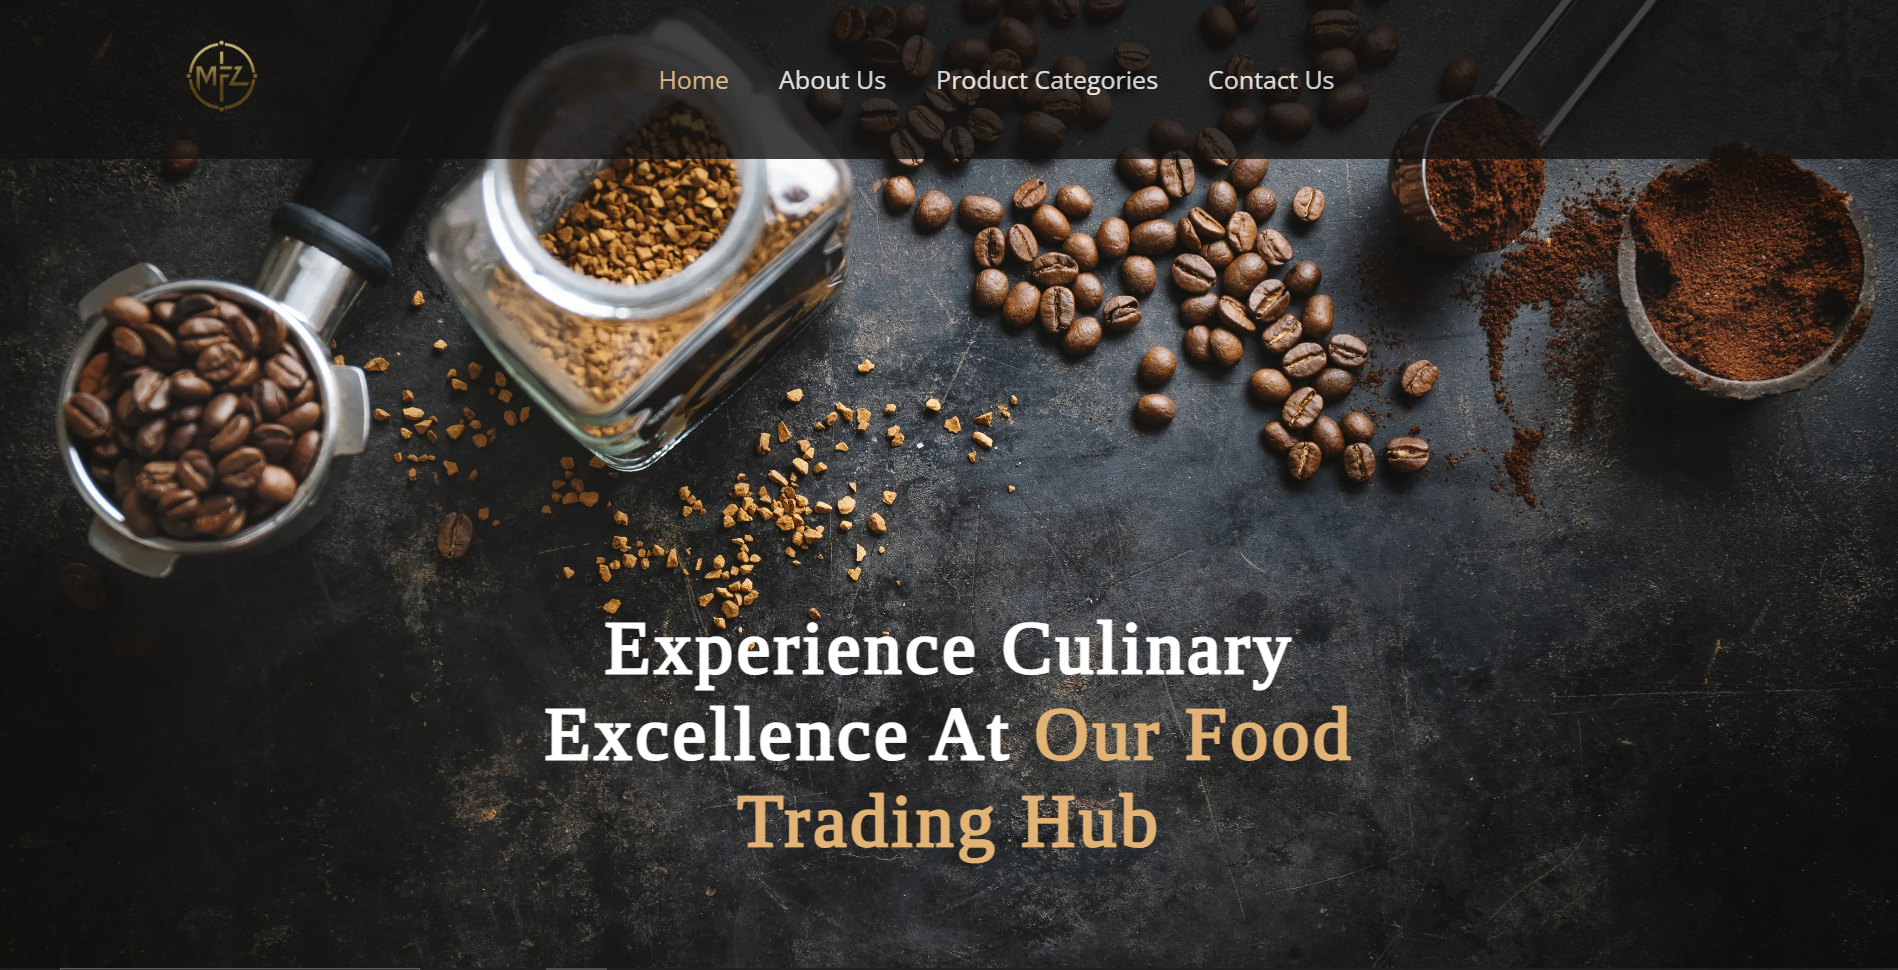 MFZ
Home About Us Product Categories Contact Us
Experience Culinary
Excellence At Our Food
Trading Hub